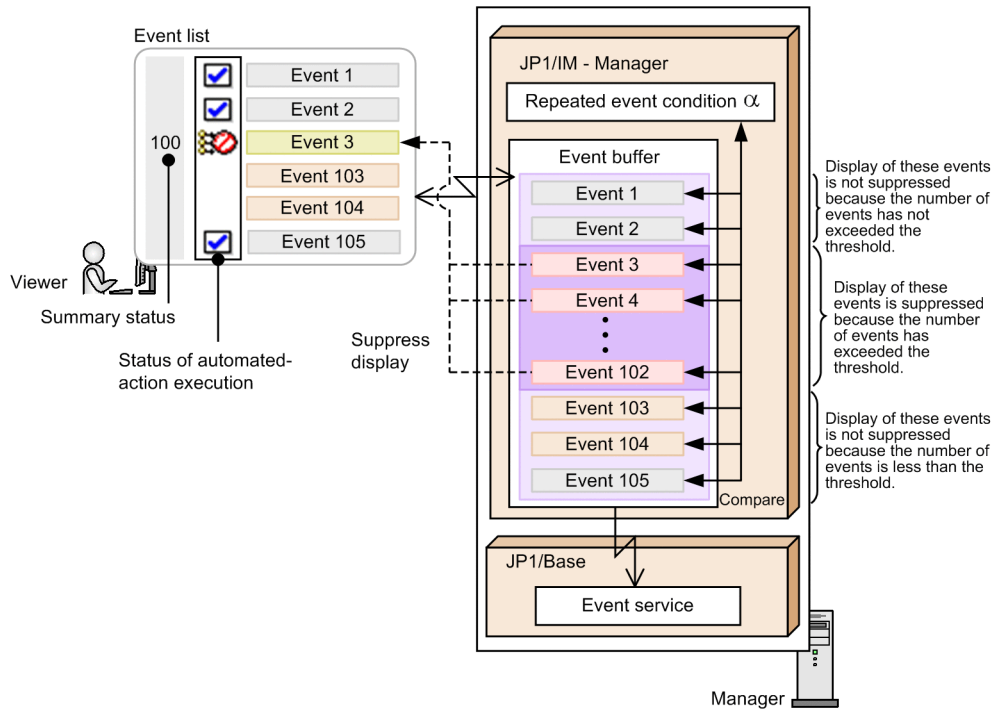 Event list
Event 1
Event 2
100
Event 3
Event 103
Event 104
Event 105
Viewer
Summary status
Status of automated-
action execution
Suppress
display
JP1/IM - Manager
Repeated event condition α
Event buffer
Event 1
Event 2
Event 3
Event 4
Event 102
Event 103
Event 104
Event 105
Compare
Display of these events
is not suppressed
because the number of
events has not
exceeded the
threshold.
Display of these
events is suppressed
because the number
of events has
exceeded the
threshold.
Display of these events
is not suppressed
because the number of
events is less than the
threshold.
JP1/Base
Event service
Manager